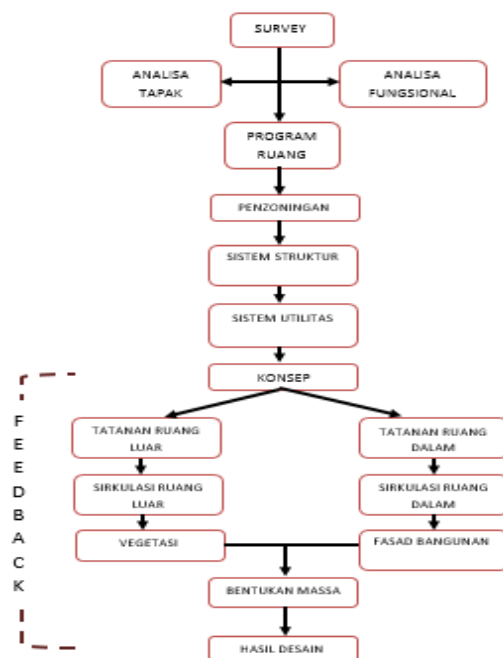 SURVEY
ANALISA
TAPAK
ANALISA
FUNGSIONAL
PROGRAM
RUANG
PENZONINGAN
SISTEM STRUKTUR
SISTEM UTILITAS
KONSEP
TATANAN RUANG
LUAR
TATANAN RUANG
DALAM
SIRKULASI RUANG
LUAR
SIRKULASI RUANG
DALAM
VEGETASI
FASAD BANGUNAN
BENTUKAN MASSA
HASIL DESAIN
F
E
E
D
B
A
C
K